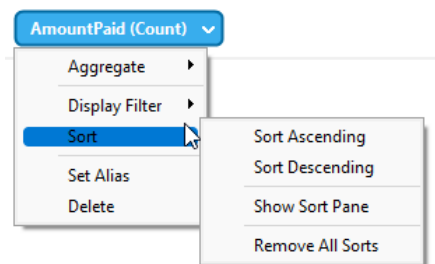 AmountPaid (Count)
Aggregate
Display Filter
Sort
Set Alias
Delete
Sort Ascending
Sort Descending
Show Sort Pane
Remove All Sorts